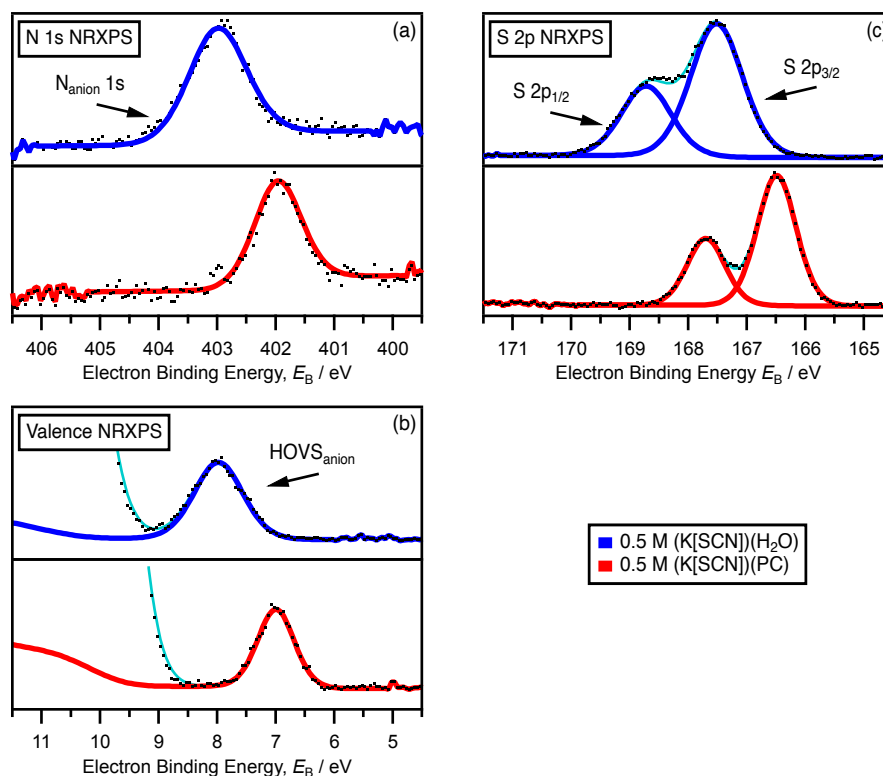 N 1s NRXPS
(a)
N_anion 1s
406 405 404 403 402 401 400
Electron Binding Energy, E_B / eV
S 2p NRXPS
(c)
S 2p_1/2
S 2p_3/2
171 170 169 168 167 166 165
Electron Binding Energy E_B / eV
Valence NRXPS
(b)
HOVS_anion
11 10 9 8 7 6 5
Electron Binding Energy, E_B / eV
0.5 M (K[SCN])(H₂O)
0.5 M (K[SCN])(PC)